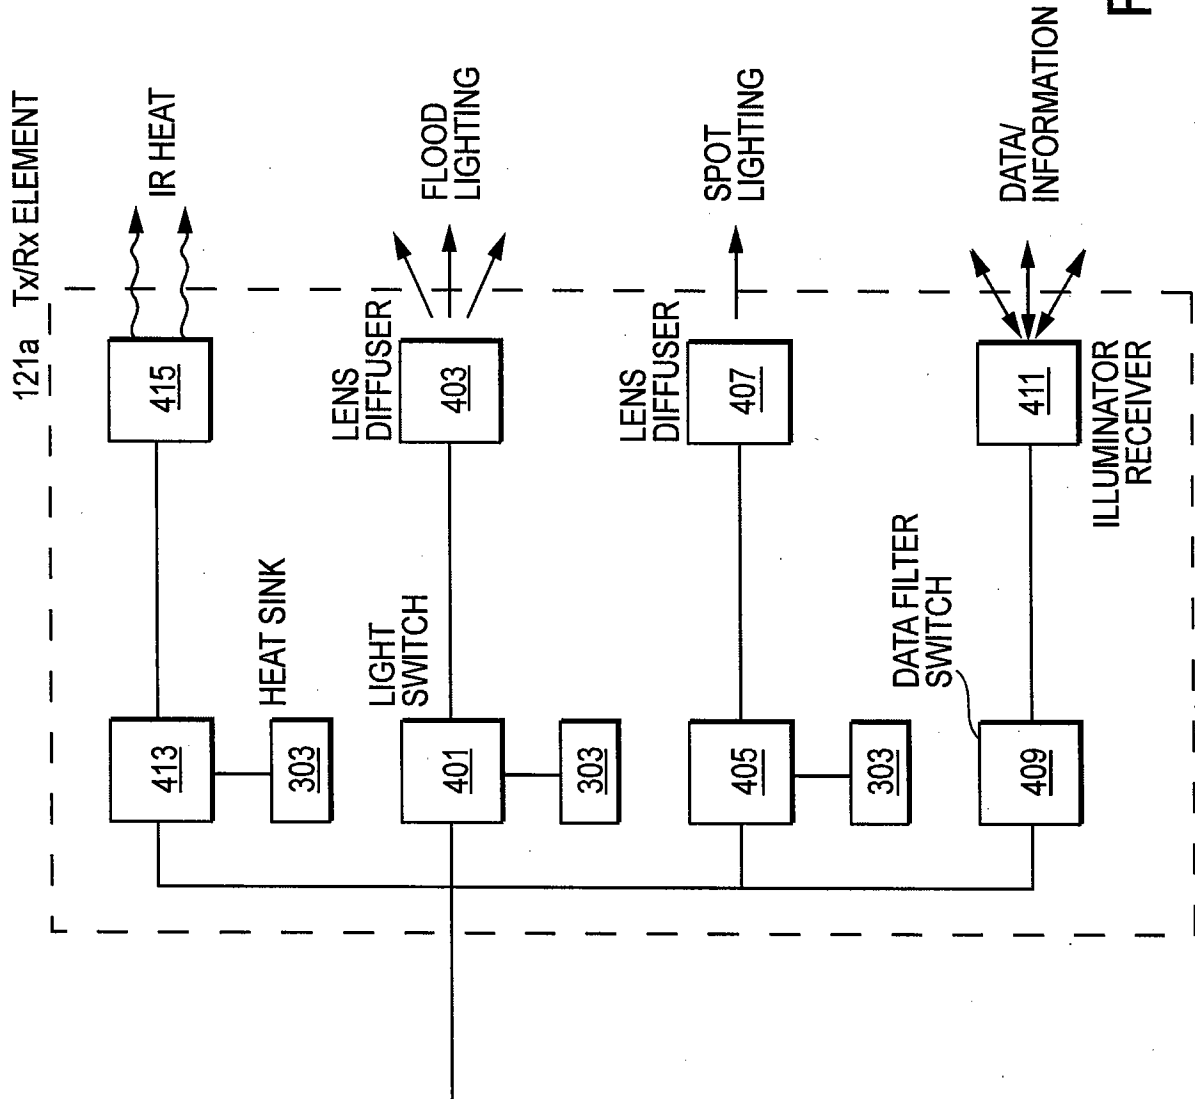 121a Tx/Rx ELEMENT
415
IR HEAT
413
303
HEAT SINK
LENS
DIFFUSER
403
FLOOD
LIGHTING
LIGHT
SWITCH
401
303
LENS
DIFFUSER
407
SPOT
LIGHTING
405
303
DATA FILTER
SWITCH
409
411
ILLUMINATOR
RECEIVER
DATA/
INFORMATION